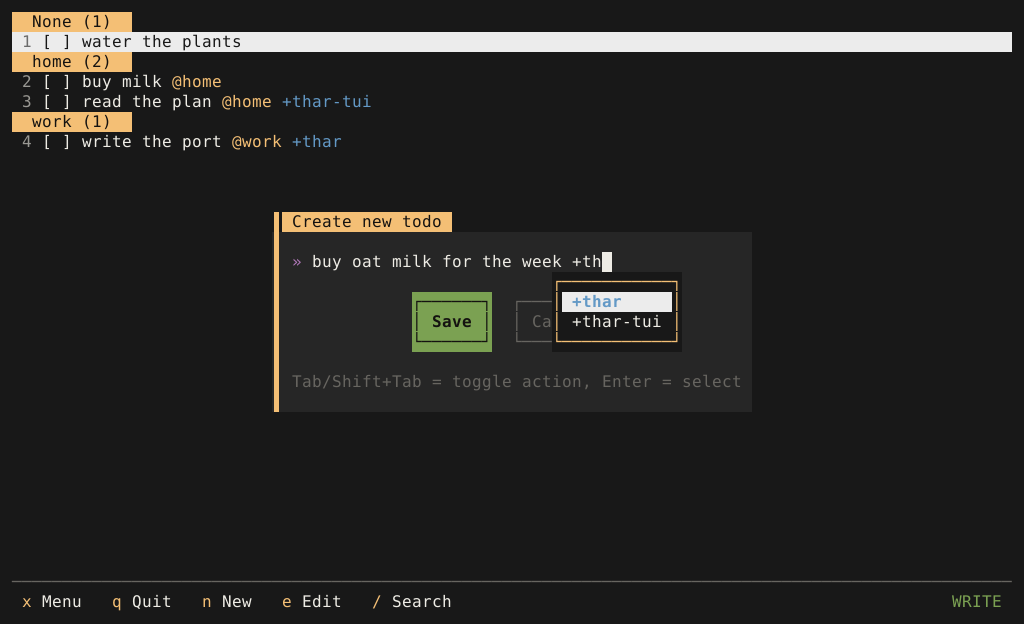 None (1)
1 [ ] water the plants
home (2)
2 [ ] buy milk @home
3 [ ] read the plan @home +thar-tui
work (1)
4 [ ] write the port @work +thar
Create new todo
» buy oat milk for the week +th
+thar
Save Ca +thar-tui
Tab/Shift+Tab = toggle action, Enter = select
x Menu q Quit n New e Edit / Search WRITE